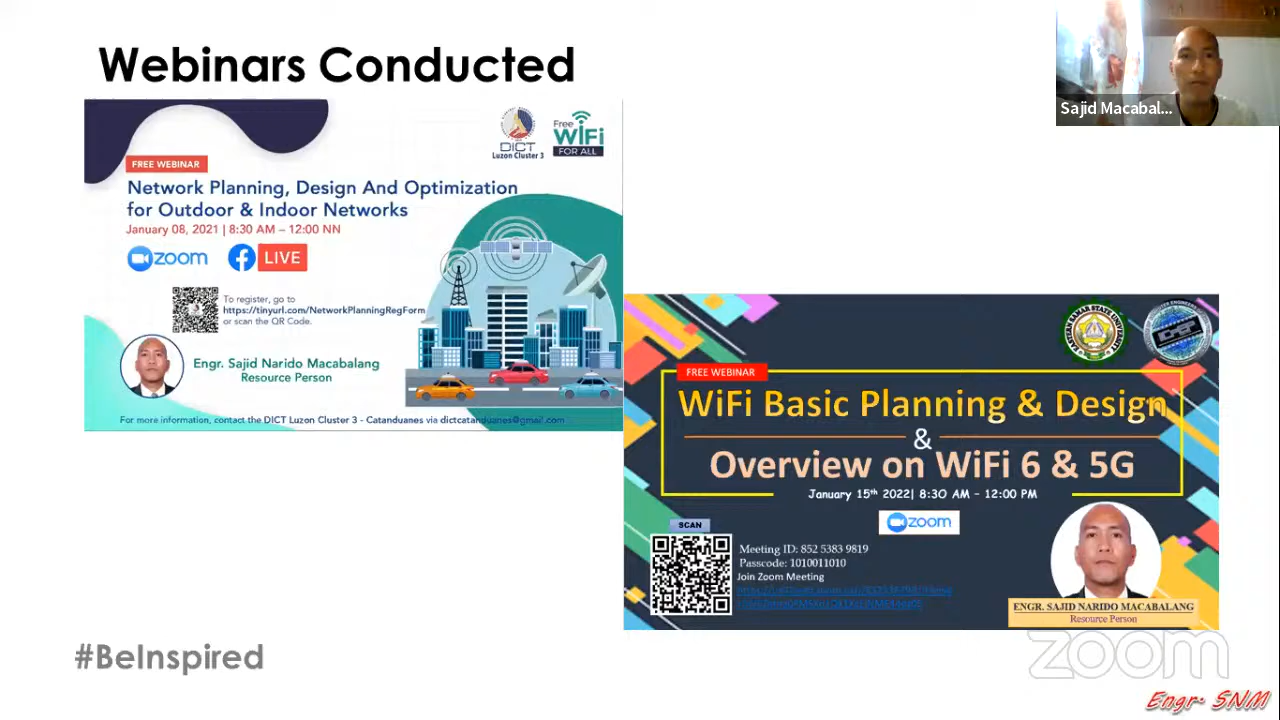 Webinars Conducted
Sajid Macabal...
DICT
Luzon Cluster 3
Free
WiFi
FOR ALL
FREE WEBINAR
Network Planning, Design And Optimization
for Outdoor & Indoor Networks
January 08, 2021 | 8:30 AM – 12:00 NN
zoom
LIVE
To register, go to
https://tinyurl.com/NetworkPlanningRegForm
or scan the QR Code.
Engr. Sajid Narido Macabalang
Resource Person
For more information, contact the DICT Luzon Cluster 3 - Catanduanes via dictcatanduanes@gmail.com
FREE WEBINAR
WiFi Basic Planning & Design
&
Overview on WiFi 6 & 5G
January 15th 2022| 8:30 AM – 12:00 PM
zoom
SCAN
Meeting ID: 852 5383 9819
Passcode: 1010011010
Join Zoom Meeting
ENGR. SAJID NARIDO MACABALANG
Resource Person
#BeInspired
zoom
Engr. SNM